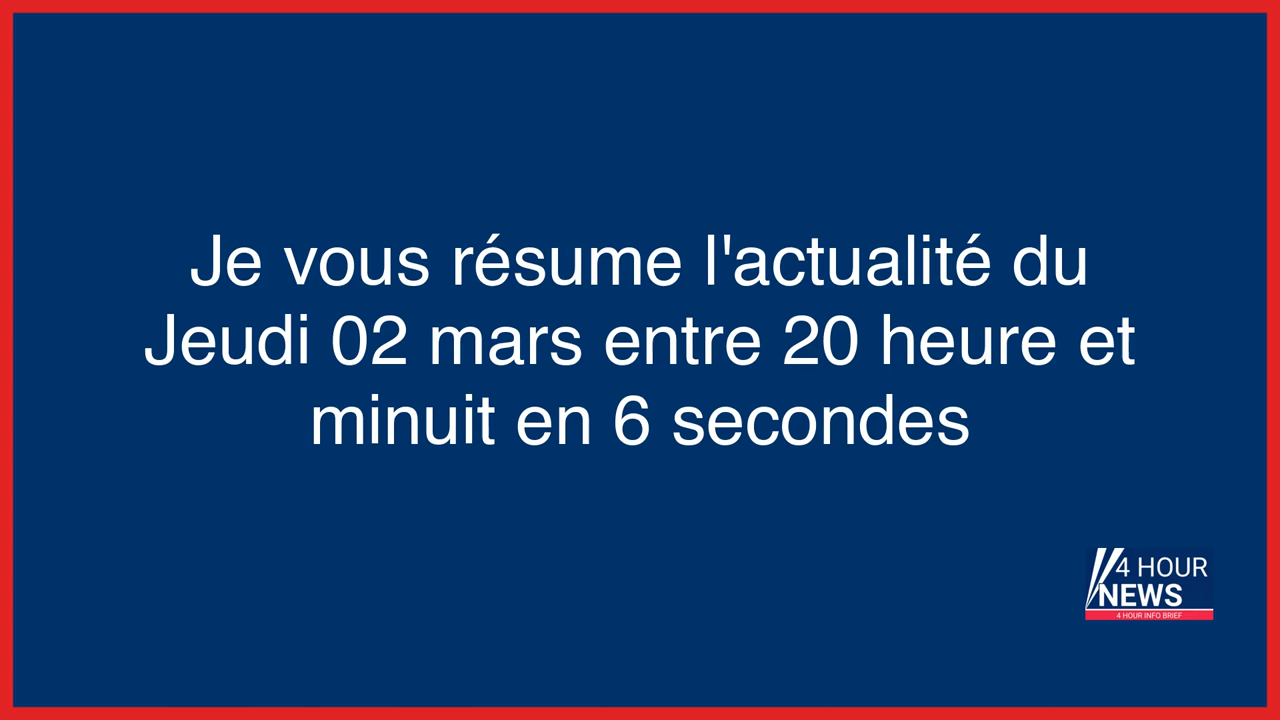 Je vous résume l'actualité du
Jeudi 02 mars entre 20 heure et
minuit en 6 secondes
4 HOUR
NEWS
4 HOUR INFO BRIEF